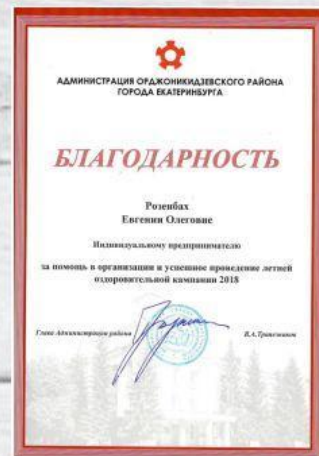 АДМИНИСТРАЦИЯ ОРДЖОНИКИДЗЕВСКОГО РАЙОНА
ГОРОДА ЕКАТЕРИНБУРГА
БЛАГОДАРНОСТЬ
Розенбах
Евгении Олеговне
Индивидуальному предпринимателю
за помощь в организации и успешное проведение летней
оздоровительной кампании 2018
Глава Администрации района